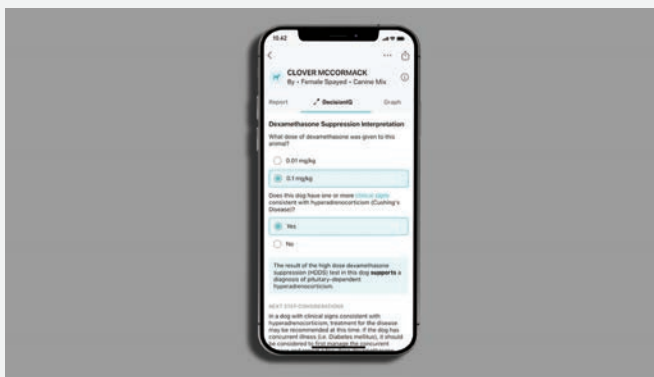 10:42
CLOVER MCCORMACK
8y • Female Spayed • Canine Mix
Report
DecisionIQ
Graph
Dexamethasone Suppression Interpretation
What dose of dexamethasone was given to this
animal?
0.01 mg/kg
0.1 mg/kg
Does this dog have one or more clinical signs
consistent with hyperadrenocorticism (Cushing's
Disease)?
Yes
No
The result of the high dose dexamethasone
suppression (HDDS) test in this dog supports a
diagnosis of pituitary-dependent
hyperadrenocorticism.
NEXT STEP CONSIDERATIONS
In a dog with clinical signs consistent with
hyperadrenocorticism, treatment for the disease
may be recommended at this time. If the dog has
concurrent illness (i.e. Diabetes mellitus), it should
be considered to first manage the concurrent